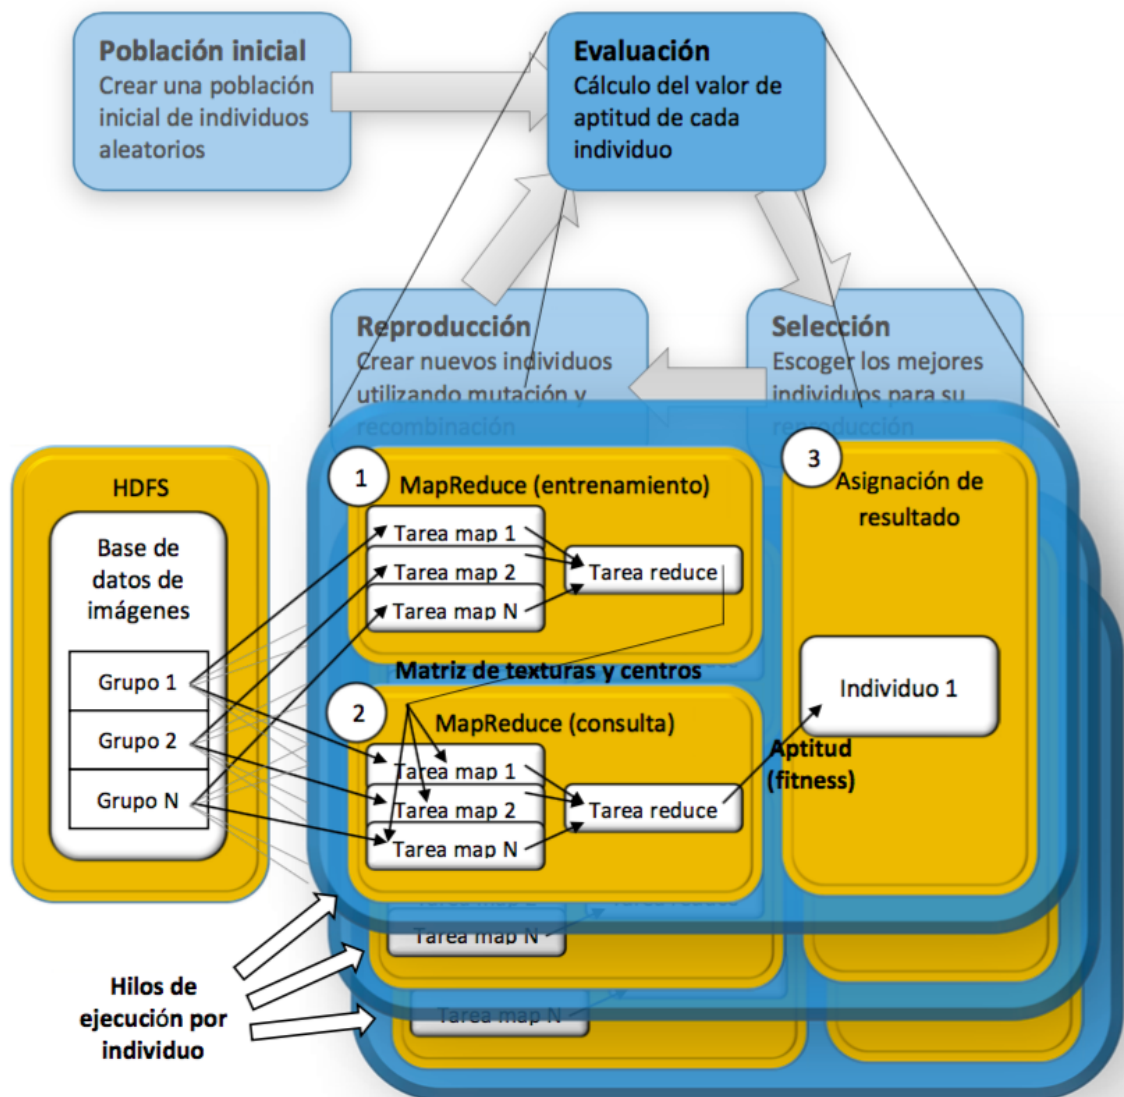 Población inicial
Crear una población
inicial de individuos
aleatorios
Evaluación
Cálculo del valor de
aptitud de cada
individuo
Reproducción
Crear nuevos individuos
utilizando mutación y
recombinación
Selección
Escoger los mejores
individuos para su
reproducción
HDFS
Base de
datos de
imágenes
Grupo 1
Grupo 2
Grupo N
1
MapReduce (entrenamiento)
Tarea map 1
Tarea map 2
Tarea map N
Tarea reduce
Matriz de texturas y centros
2
MapReduce (consulta)
Tarea map 1
Tarea map 2
Tarea map N
Tarea reduce
3
Asignación de
resultado
Individuo 1
Aptitud
(fitness)
Tarea map N
Tarea map N
Hilos de
ejecución por
individuo